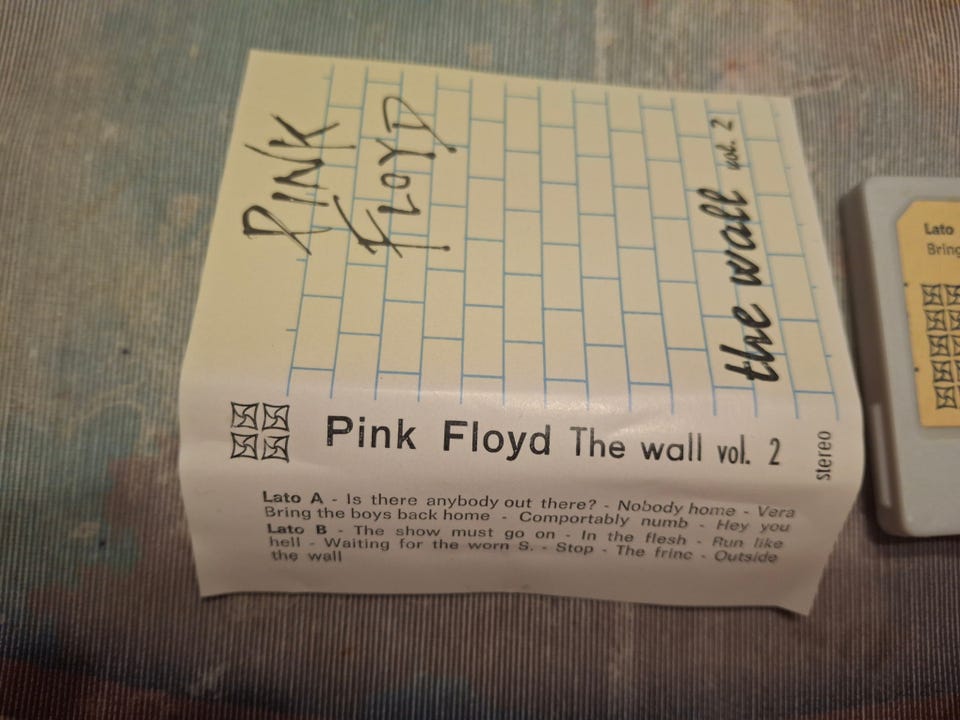 PINK
FLOYD
the wall vol. 2
Pink Floyd The wall vol. 2
stereo
Lato A - Is there anybody out there? - Nobody home - Vera
Bring the boys back home - Comportably numb - Hey you
Lato B - The show must go on - In the flesh - Run like
hell - Waiting for the worn S. - Stop - The frinc - Outside
the wall
Lato
Bring